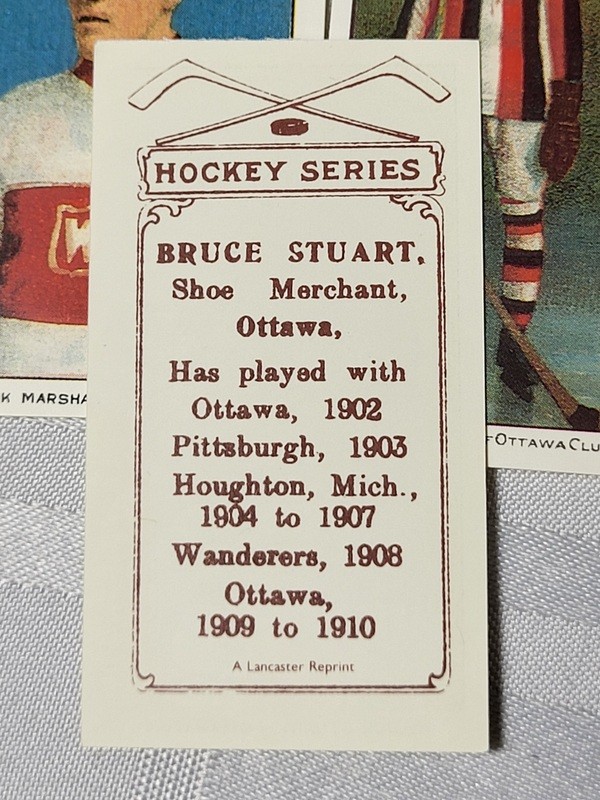 HOCKEY SERIES
BRUCE STUART,
Shoe Merchant,
Ottawa,
Has played with
Ottawa, 1902
Pittsburgh, 1903
Houghton, Mich.,
1904 to 1907
Wanderers, 1908
Ottawa,
1909 to 1910
A Lancaster Reprint
W
K MARSHA
OTTAWA CLU